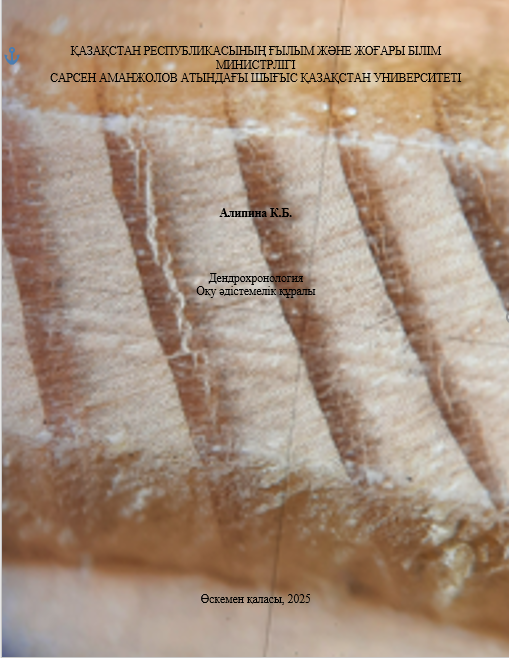 ҚАЗАҚСТАН РЕСПУБЛИКАСЫНЫҢ ҒЫЛЫМ ЖӘНЕ ЖОҒАРЫ БІЛІМ
МИНИСТРЛІГІ
САРСЕН АМАНЖОЛОВ АТЫНДАҒЫ ШЫҒЫС ҚАЗАҚСТАН УНИВЕРСИТЕТІ
Алипина К.Б.
Дендрохронология
Оқу әдістемелік құралы
Өскемен қаласы, 2025